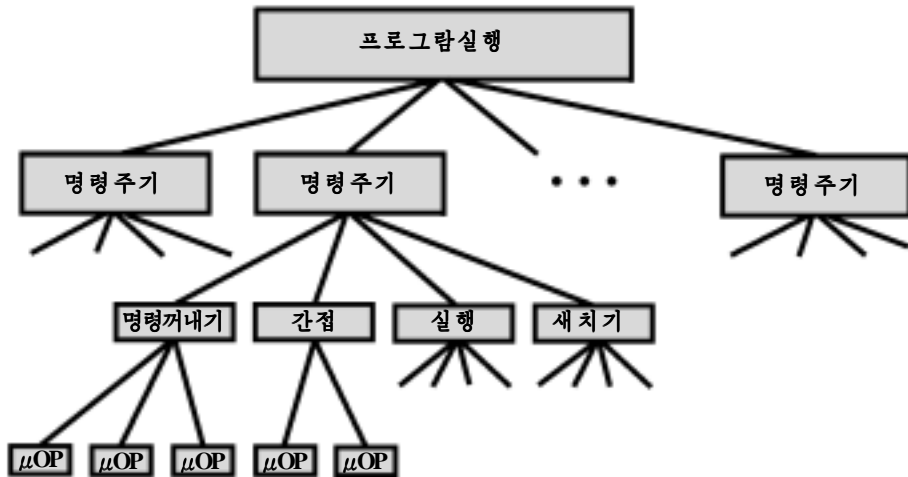 프로그람실행
명령주기 명령주기 ... 명령주기
명령꺼내기 간접 실행 새치기
μOP μOP μOP μOP μOP